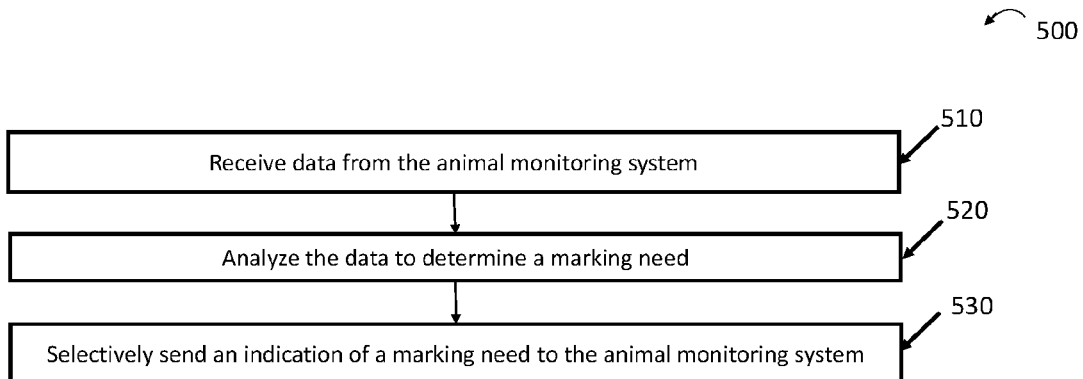 500
510
Receive data from the animal monitoring system
520
Analyze the data to determine a marking need
530
Selectively send an indication of a marking need to the animal monitoring system